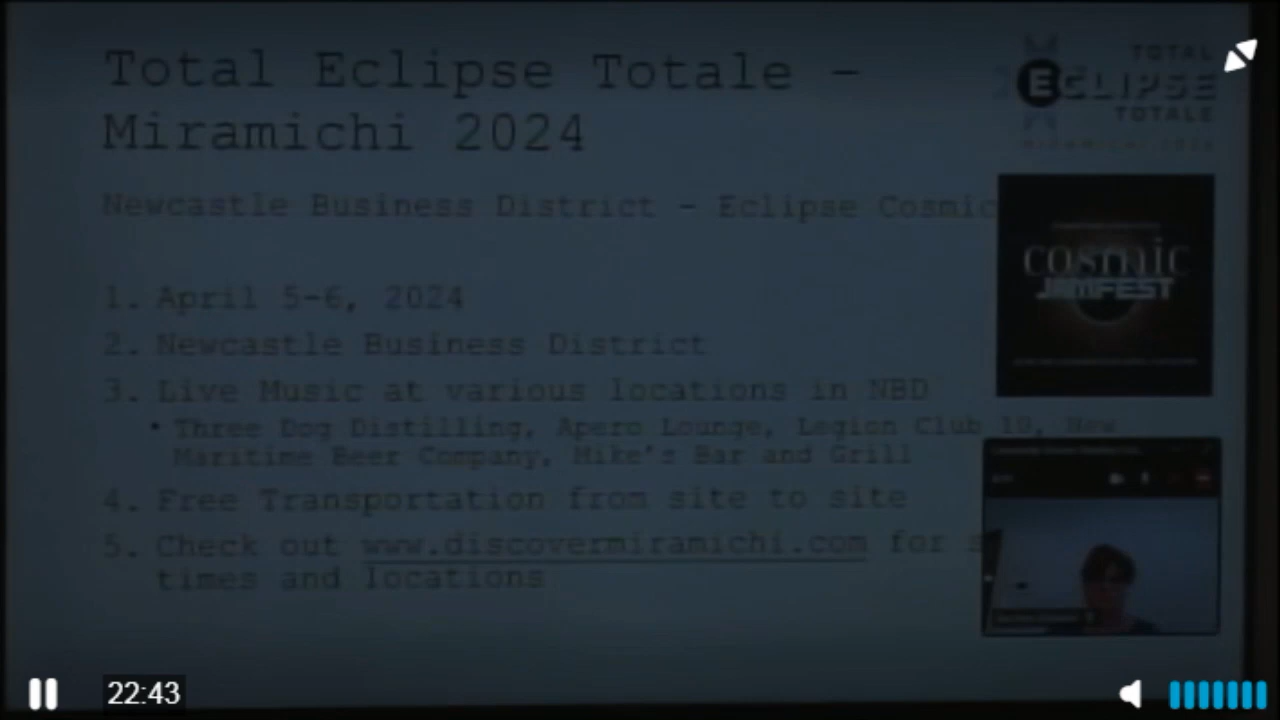 Total Eclipse Totale –
Miramichi 2024
TOTAL
ECLIPSE
TOTALE
MIRAMICHI 2024
Newcastle Business District – Eclipse Cosmic
cosmic
JAMFEST
1. April 5-6, 2024
2. Newcastle Business District
3. Live Music at various locations in NBD
• Three Dog Distilling, Apero Lounge, Legion Club 10, New
Maritime Beer Company, Mike's Bar and Grill
4. Free Transportation from site to site
5. Check out www.discovermiramichi.com for
times and locations
22:43